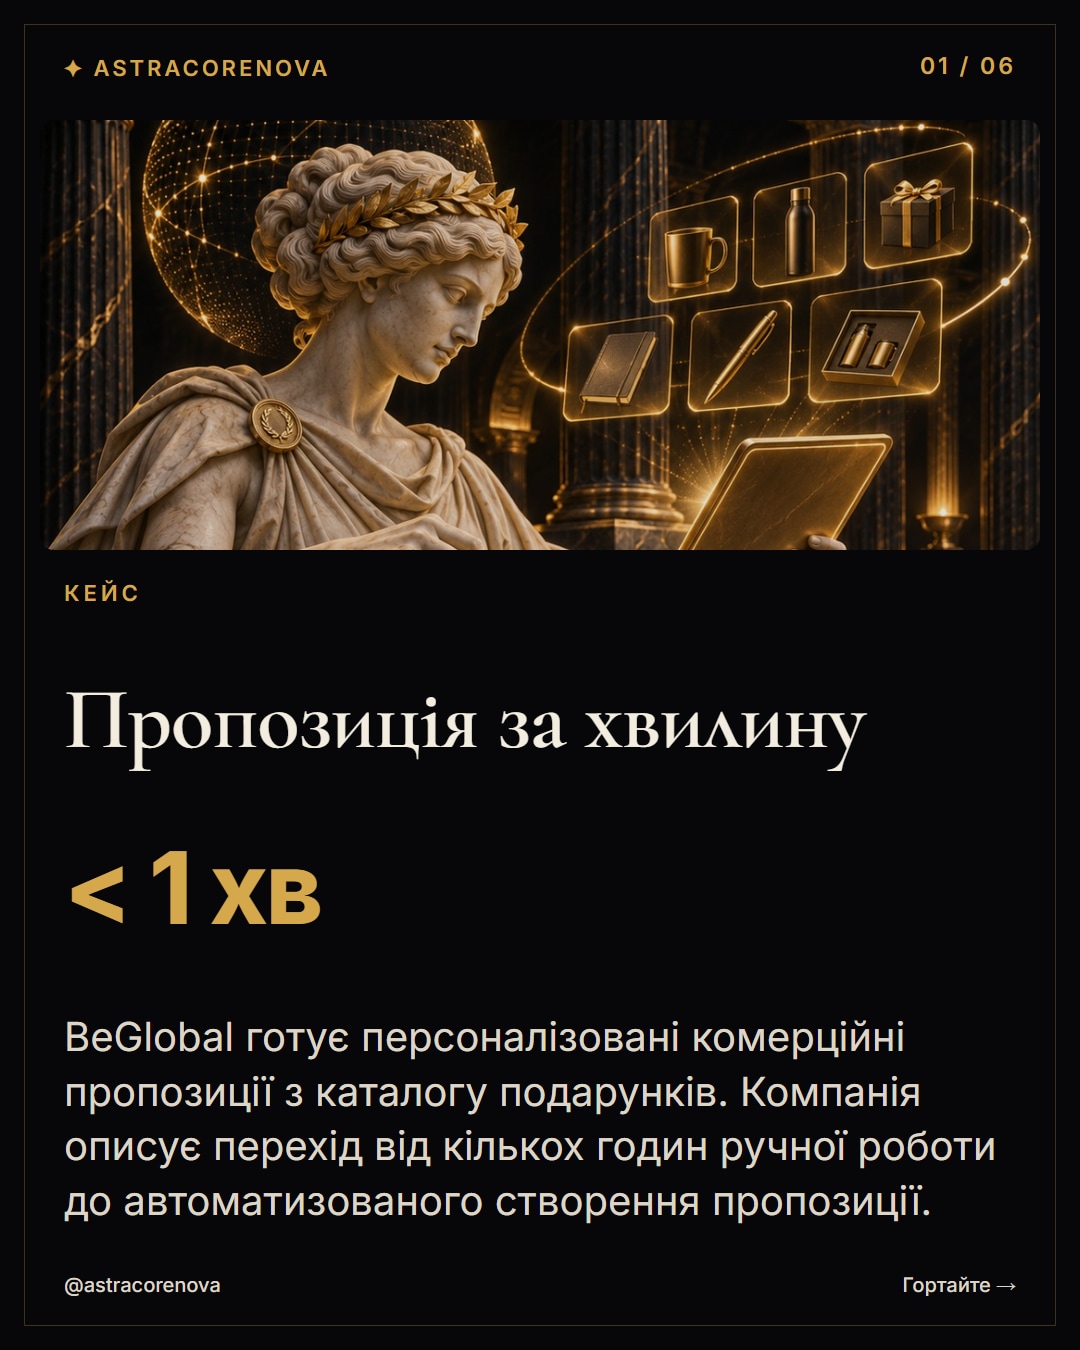 ✦ ASTRACORENOVA
01 / 06
КЕЙС
Пропозиція за хвилину
< 1 хв
BeGlobal готує персоналізовані комерційні
пропозиції з каталогу подарунків. Компанія
описує перехід від кількох годин ручної роботи
до автоматизованого створення пропозиції.
@astracorenova
Гортайте →